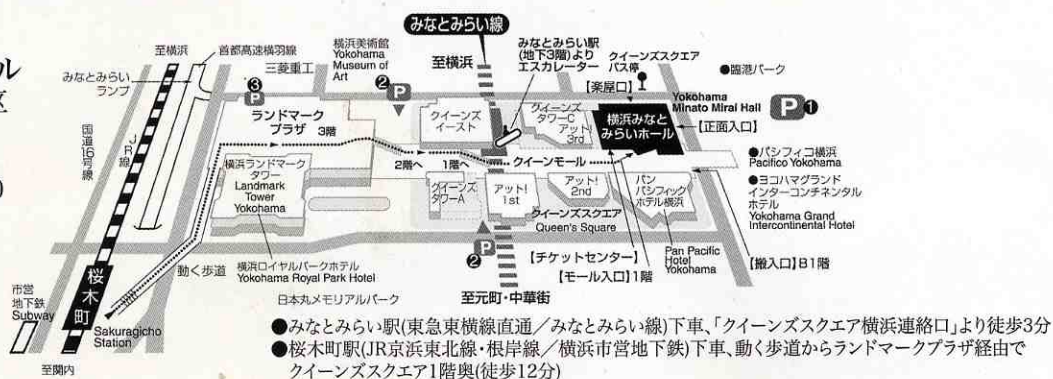 みなとみらい線
至横浜
首都高速横羽線
横浜美術館
Yokohama
Museum of
Art
至横浜
みなとみらい駅
(地下3階)より
エスカレーター
クイーンズスクエア
バス停
●臨港パーク
ル
区
)
みなとみらい
ランプ
三菱重工
❸
P
❷
P
【楽屋口】
Yokohama
Minato Mirai Hall
P
❶
国道16号線
JR線
ランドマーク
プラザ 3階
クイーンズ
イースト
クイーンズ
タワーC
アット!
3rd
横浜みなと
みらいホール
【正面入口】
2階へ
1階へ
クイーンモール
●パシフィコ横浜
Pacifico Yokohama
横浜ランドマーク
タワー
Landmark
Tower
Yokohama
クイーンズ
タワーA
アット!
1st
アット!
2nd
パン
パシフィック
ホテル横浜
●ヨコハマグランド
インターコンチネンタル
ホテル
Yokohama Grand
Intercontinental Hotel
クイーンズスクエア
Queen's Square
P
❷
【チケットセンター】
【モール入口】1階
Pan Pacific
Hotel
Yokohama
【搬入口】B1階
動く歩道
横浜ロイヤルパークホテル
Yokohama Royal Park Hotel
日本丸メモリアルパーク
至元町・中華街
市営
地下鉄
Subway
桜木町
Sakuragicho
Station
至関内
●みなとみらい駅(東急東横線直通／みなとみらい線)下車、「クイーンズスクエア横浜連絡口」より徒歩3分
●桜木町駅(JR京浜東北線・根岸線／横浜市営地下鉄)下車、動く歩道からランドマークプラザ経由で
クイーンズスクエア1階奥(徒歩12分)